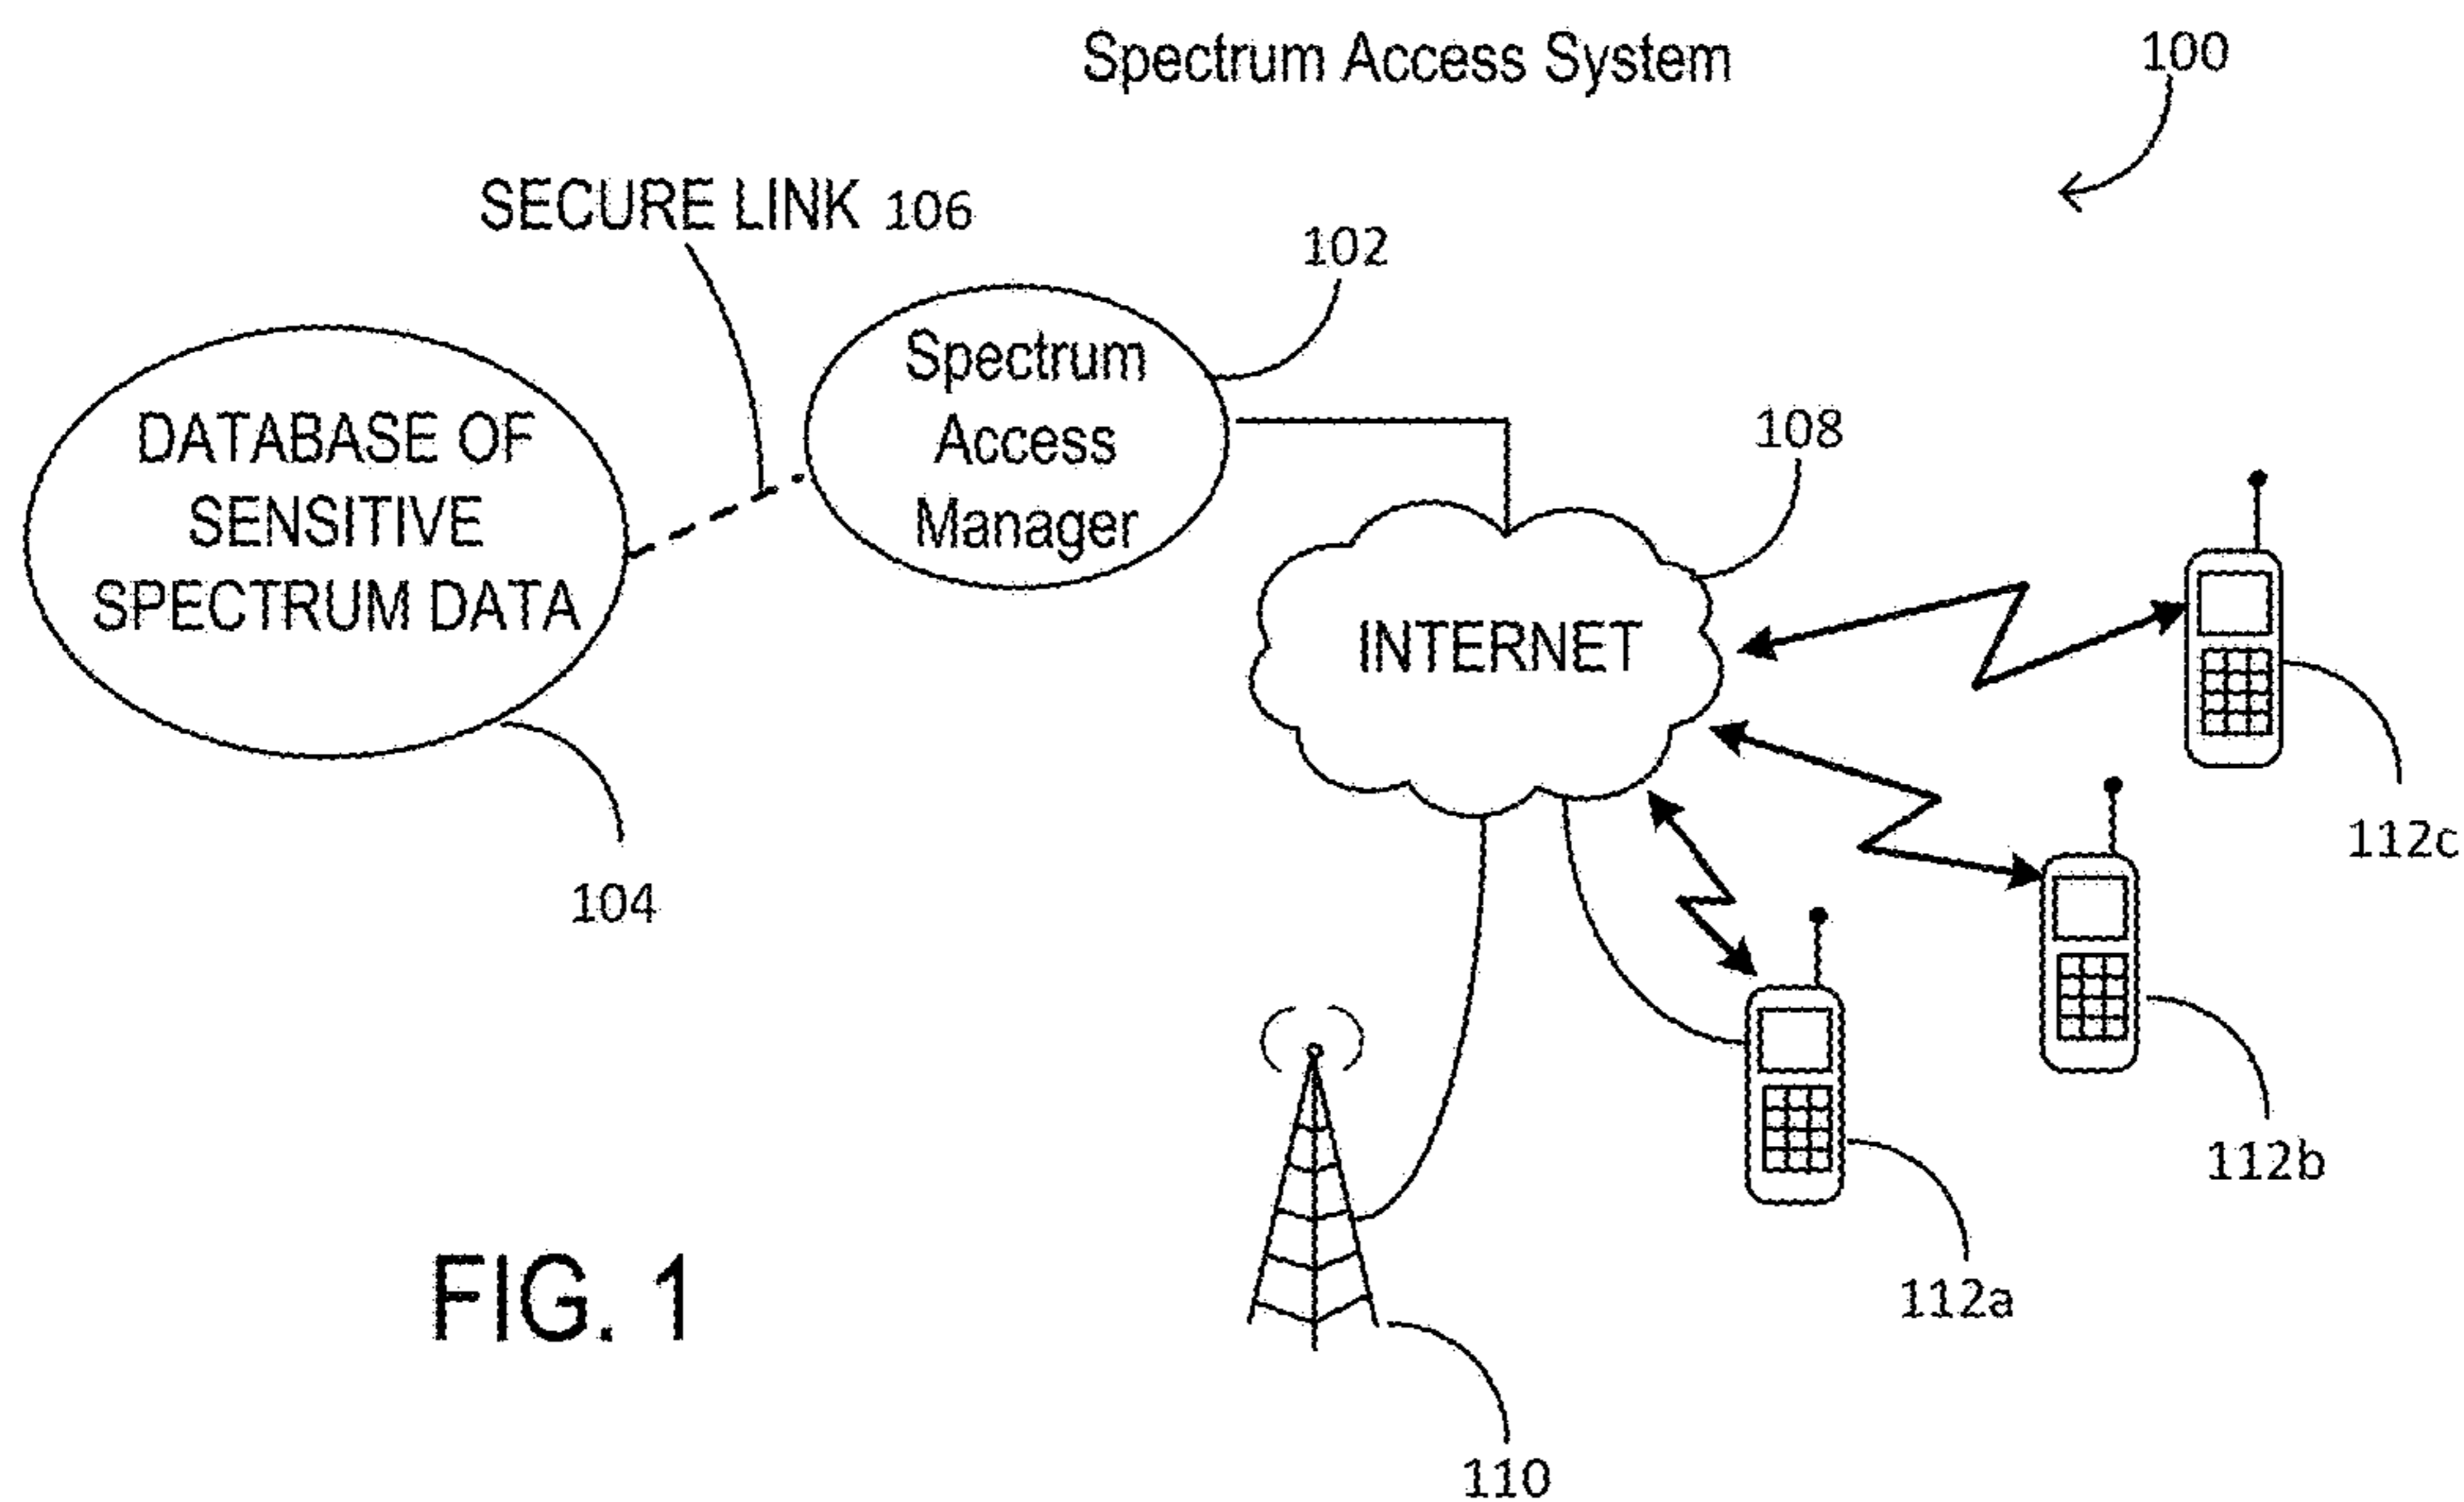 Spectrum Access System
100
SECURE LINK 106
102
Spectrum
Access
Manager
DATABASE OF
SENSITIVE
SPECTRUM DATA
108
INTERNET
104
112c
112b
112a
FIG. 1
110